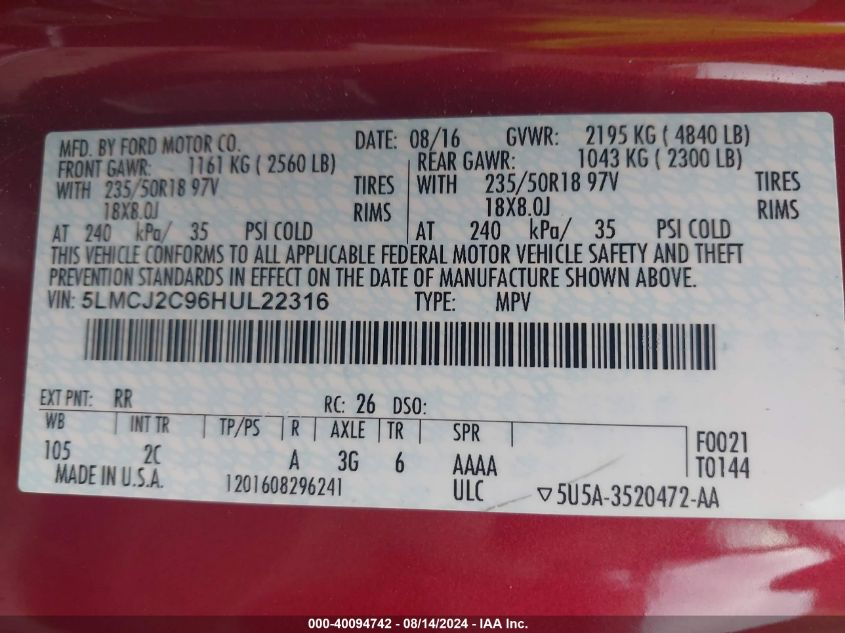 MFD. BY FORD MOTOR CO. DATE: 08/16 GVWR: 2195 KG ( 4840 LB)
FRONT GAWR: 1161 KG ( 2560 LB) REAR GAWR: 1043 KG ( 2300 LB)
WITH 235/50R18 97V TIRES WITH 235/50R18 97V TIRES
18X8.0J RIMS 18X8.0J RIMS
AT 240 kPa/ 35 PSI COLD AT 240 kPa/ 35 PSI COLD
THIS VEHICLE CONFORMS TO ALL APPLICABLE FEDERAL MOTOR VEHICLE SAFETY AND THEFT
PREVENTION STANDARDS IN EFFECT ON THE DATE OF MANUFACTURE SHOWN ABOVE.
VIN: 5LMCJ2C96HUL22316 TYPE: MPV
EXT PNT: RR RC: 26 DSO:
WB INT TR TP/PS R AXLE TR SPR F0021
105 2C A 3G 6 AAAA T0144
MADE IN U.S.A. 1201608296241 ULC ▽5U5A-3520472-AA
000-40094742 - 08/14/2024 - IAA Inc.